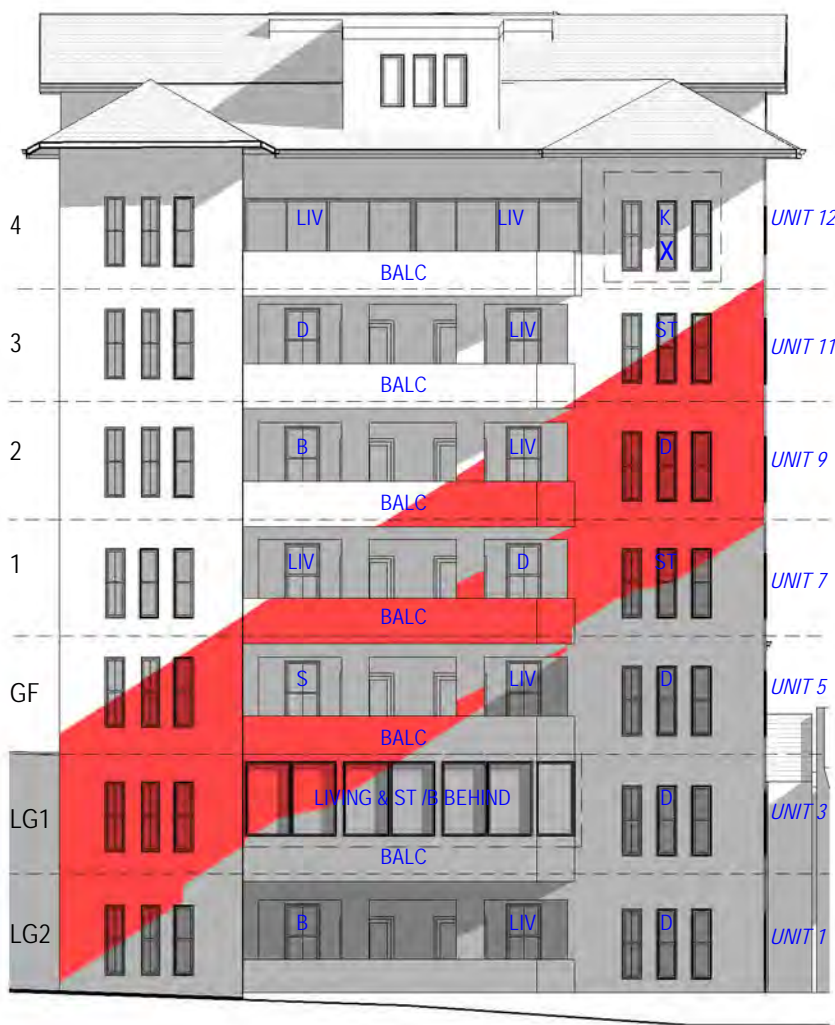 4 LIV LIV K UNIT 12
X
BALC
3 D LIV ST UNIT 11
BALC
2 B LIV D UNIT 9
BALC
1 LIV D ST UNIT 7
BALC
GF S LIV D UNIT 5
BALC
LG1 LIVING & ST /B BEHIND D UNIT 3
BALC
LG2 B LIV D UNIT 1